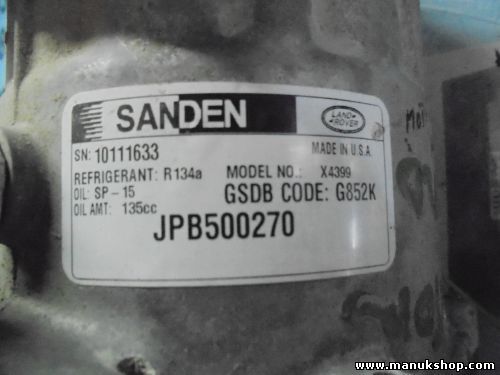 SANDEN
LAND ROVER
SN: 10111633
MADE IN U.S.A.
REFRIGERANT: R134a
MODEL NO.: X4399
OIL: SP-15
GSDB CODE: G852K
OIL AMT: 135cc
JPB500270
www.manukshop.com